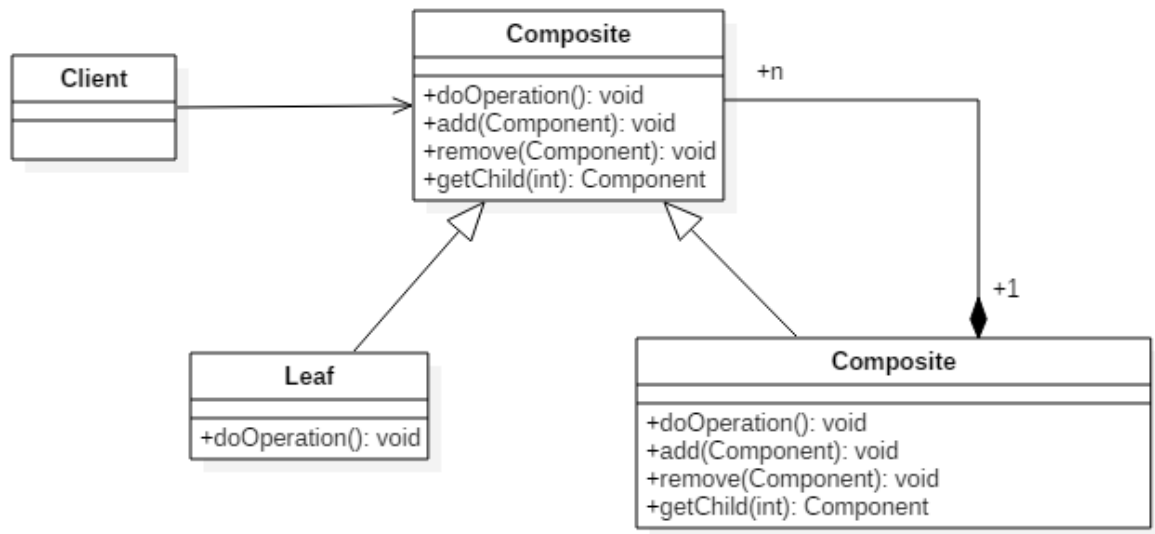 Client
Composite
+doOperation(): void
+add(Component): void
+remove(Component): void
+getChild(int): Component
+n
+1
Leaf
+doOperation(): void
Composite
+doOperation(): void
+add(Component): void
+remove(Component): void
+getChild(int): Component